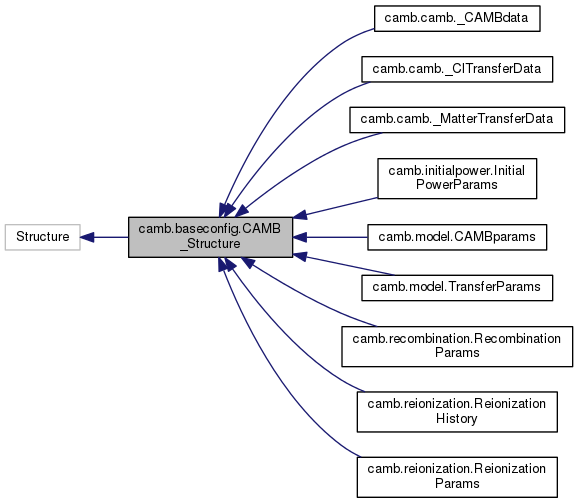 camb.camb._CAMBdata
camb.camb._ClTransferData
camb.camb._MatterTransferData
camb.initialpower.Initial
PowerParams
Structure
camb.baseconfig.CAMB
_Structure
camb.model.CAMBparams
camb.model.TransferParams
camb.recombination.Recombination
Params
camb.reionization.Reionization
History
camb.reionization.Reionization
Params